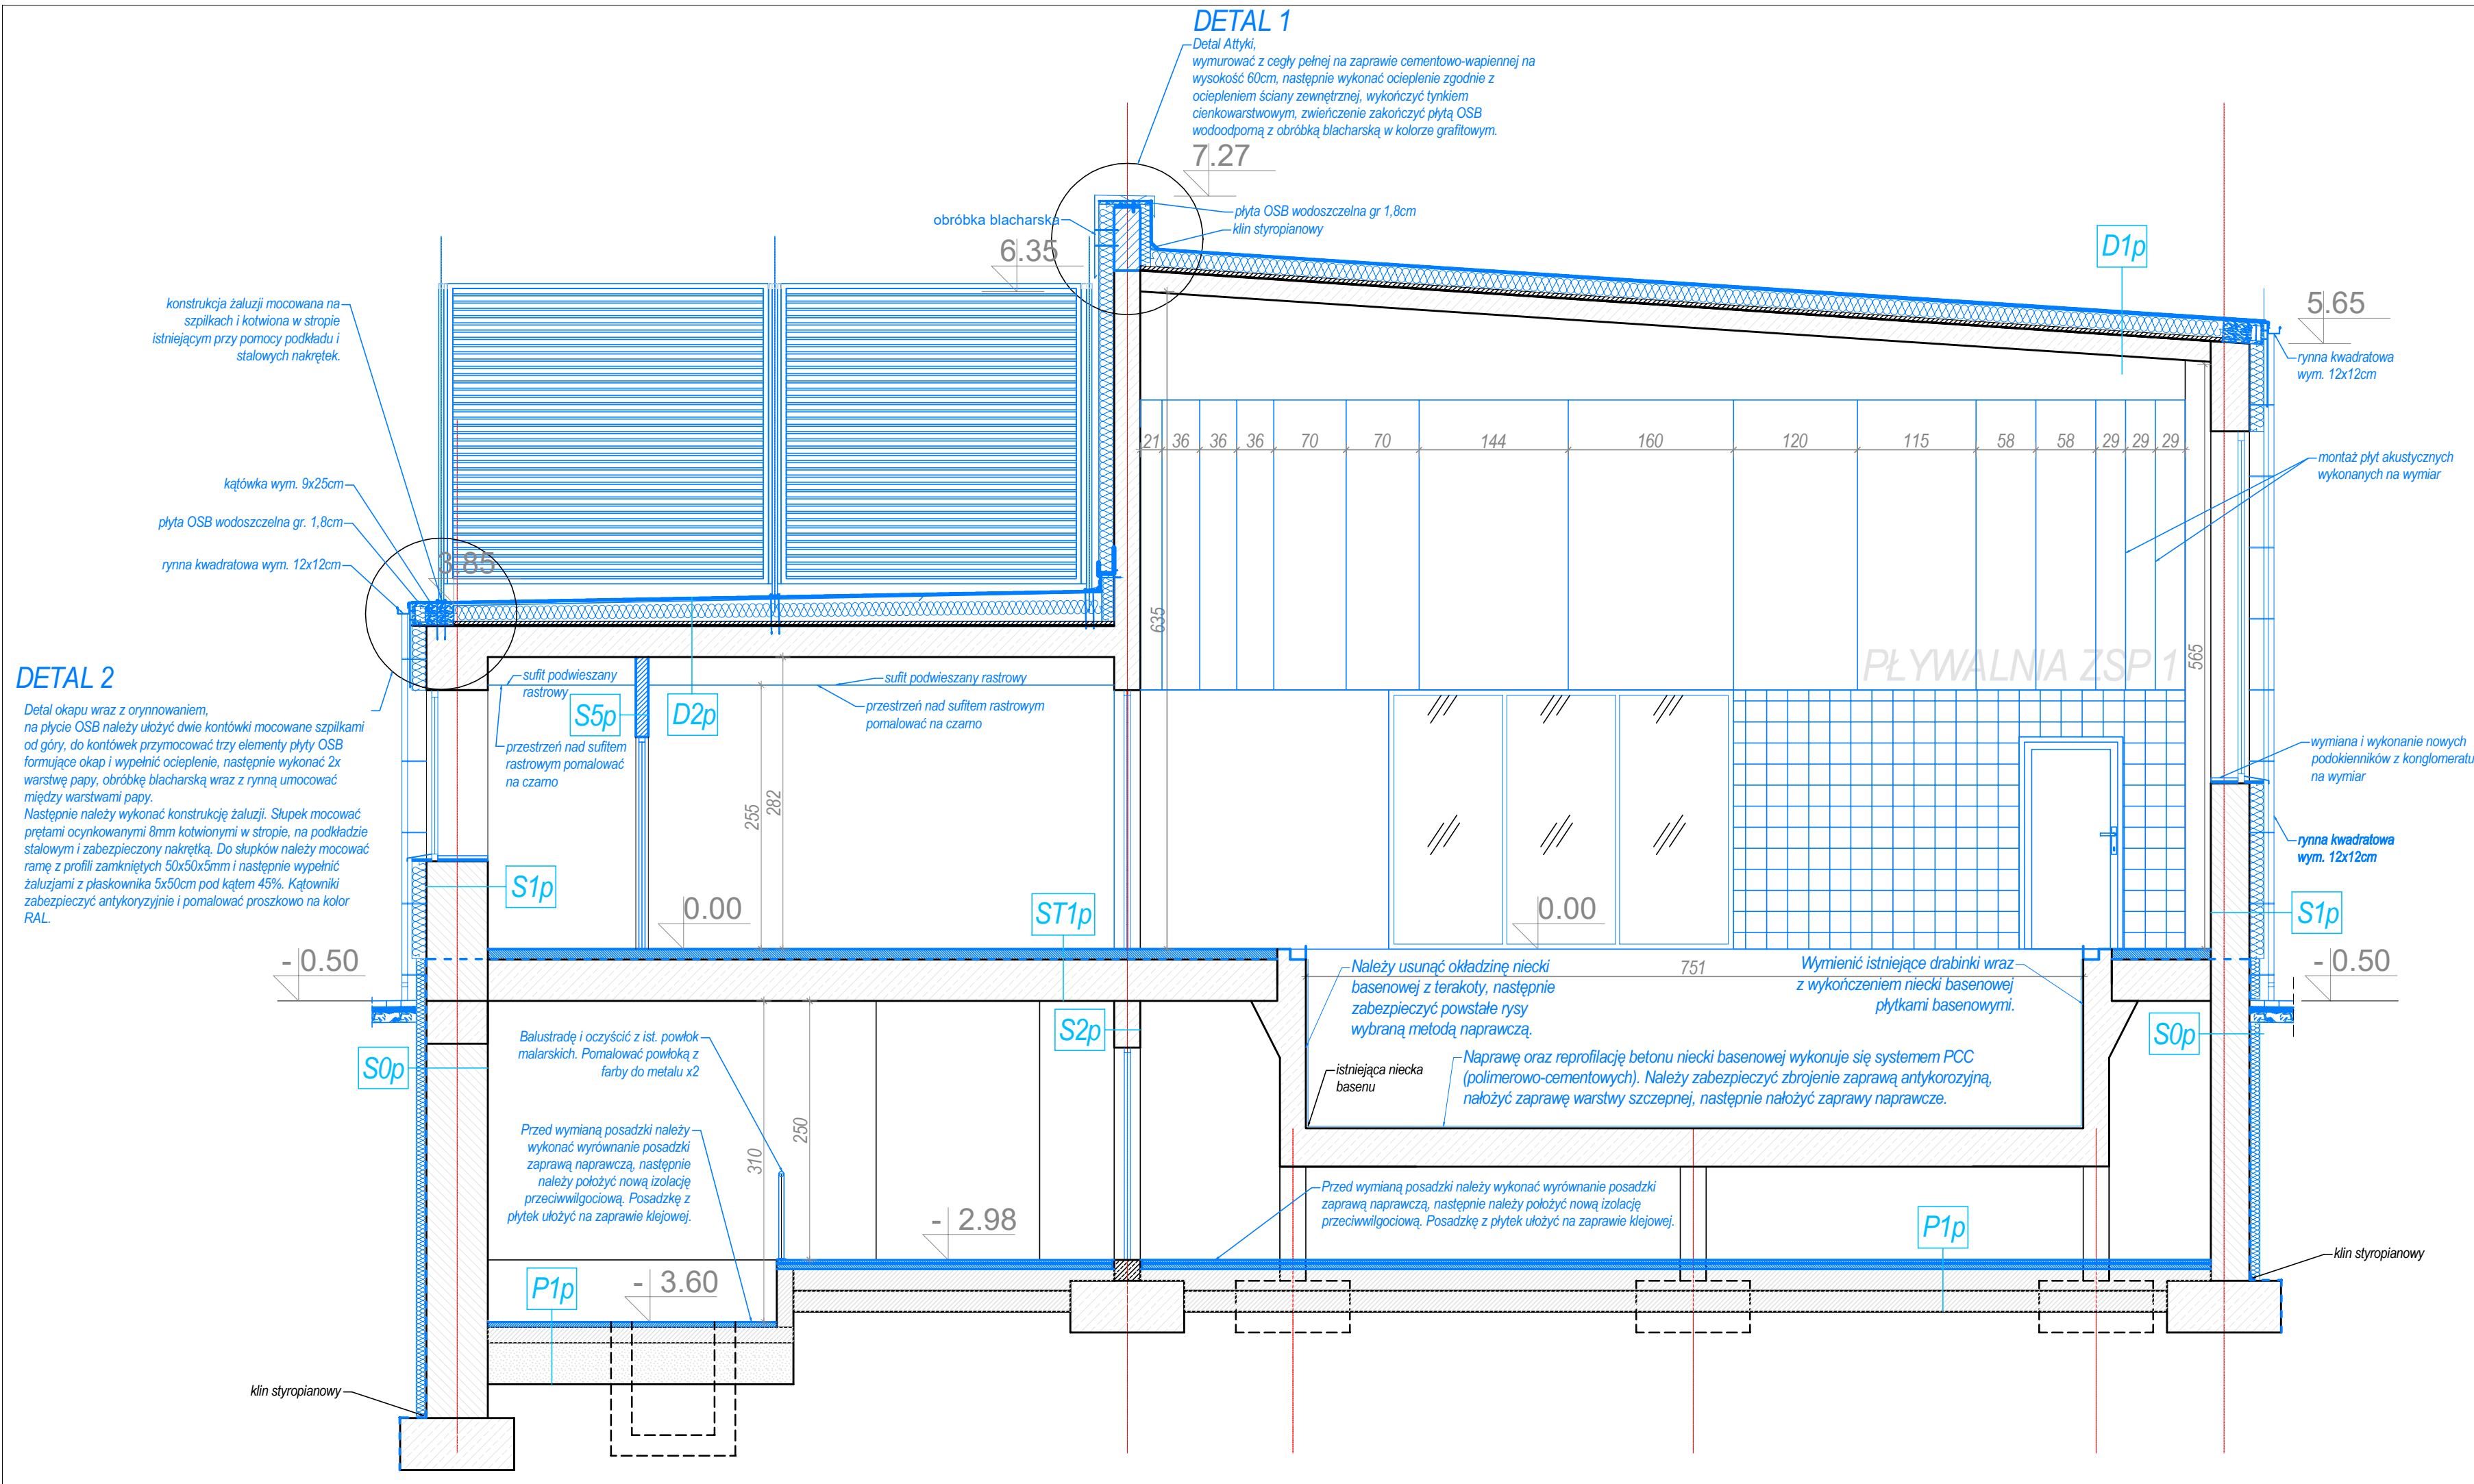 DETAL 1
Detal Attyki,
wymurować z cegły pełnej na zaprawie cementowo-wapiennej na
wysokość 60cm, następnie wykonać ocieplenie zgodnie z
ociepleniem ściany zewnętrznej, wykończyć tynkiem
cienkowarstwowym, zwieńczenie zakończyć płytą OSB
wodoodporną z obróbką blacharską w kolorze grafitowym.
7.27
obróbka blacharska
płyta OSB wodoszczelna gr 1,8cm
klin styropianowy
6.35
D1p
5.65
rynna kwadratowa
wym. 12x12cm
konstrukcja żaluzji mocowana na
szpilkach i kotwiona w stropie
istniejącym przy pomocy podkładu i
stalowych nakrętek.
21 36 36 36 70 70 144 160 120 115 58 58 29 29 29
montaż płyt akustycznych
wykonanych na wymiar
kątówka wym. 9x25cm
płyta OSB wodoszczelna gr. 1,8cm
rynna kwadratowa wym. 12x12cm
3.85
635
565
PŁYWALNIA ZSP 1
DETAL 2
Detal okapu wraz z orynnowaniem,
na płycie OSB należy ułożyć dwie kontówki mocowane szpilkami
od góry, do kontówek przymocować trzy elementy płyty OSB
formujące okap i wypełnić ocieplenie, następnie wykonać 2x
warstwę papy, obróbkę blacharską wraz z rynną umocować
między warstwami papy.
Następnie należy wykonać konstrukcję żaluzji. Słupek mocować
prętami ocynkowanymi 8mm kotwionymi w stropie, na podkładzie
stalowym i zabezpieczony nakrętką. Do słupków należy mocować
ramę z profili zamkniętych 50x50x5mm i następnie wypełnić
żaluzjami z płaskownika 5x50cm pod kątem 45%. Kątowniki
zabezpieczyć antykoryzyjnie i pomalować proszkowo na kolor
RAL.
sufit podwieszany
rastrowy
S5p
D2p
sufit podwieszany rastrowy
przestrzeń nad sufitem rastrowym
pomalować na czarno
przestrzeń nad sufitem
rastrowym pomalować
na czarno
255
282
wymiana i wykonanie nowych
podokienników z konglomeratu
na wymiar
rynna kwadratowa
wym. 12x12cm
S1p
0.00
ST1p
0.00
S1p
- 0.50
- 0.50
Należy usunąć okładzinę niecki
basenowej z terakoty, następnie
zabezpieczyć powstałe rysy
wybraną metodą naprawczą.
751
Wymienić istniejące drabinki wraz
z wykończeniem niecki basenowej
płytkami basenowymi.
S0p
Balustradę i oczyścić z ist. powłok
malarskich. Pomalować powłoką z
farby do metalu x2
S2p
S0p
istniejąca niecka
basenu
Naprawę oraz reprofilację betonu niecki basenowej wykonuje się systemem PCC
(polimerowo-cementowych). Należy zabezpieczyć zbrojenie zaprawą antykorozyjną,
nałożyć zaprawę warstwy szczepnej, następnie nałożyć zaprawy naprawcze.
Przed wymianą posadzki należy
wykonać wyrównanie posadzki
zaprawą naprawczą, następnie
należy położyć nową izolację
przeciwwilgociową. Posadzkę z
płytek ułożyć na zaprawie klejowej.
310
250
Przed wymianą posadzki należy wykonać wyrównanie posadzki
zaprawą naprawczą, następnie należy położyć nową izolację
przeciwwilgociową. Posadzkę z płytek ułożyć na zaprawie klejowej.
- 2.98
P1p
klin styropianowy
P1p
- 3.60
klin styropianowy